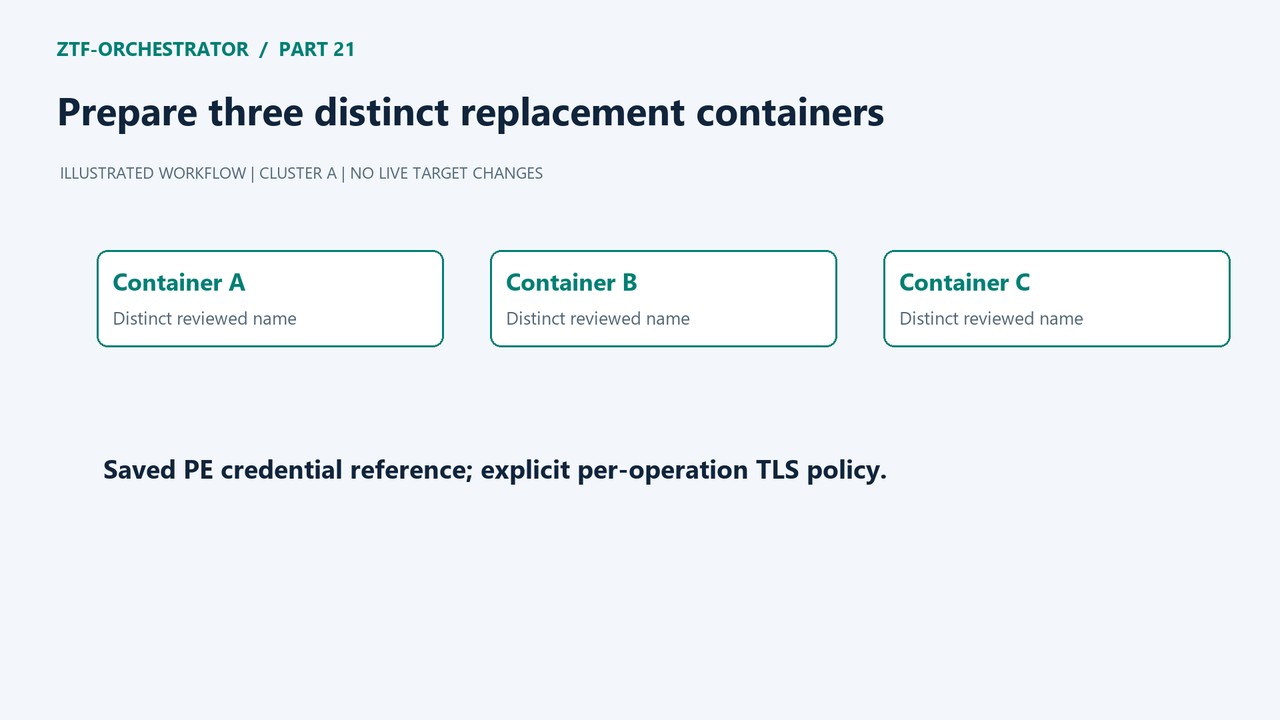 ZTF-ORCHESTRATOR / PART 21
Prepare three distinct replacement containers
ILLUSTRATED WORKFLOW | CLUSTER A | NO LIVE TARGET CHANGES
Container A
Distinct reviewed name
Container B
Distinct reviewed name
Container C
Distinct reviewed name
Saved PE credential reference; explicit per-operation TLS policy.